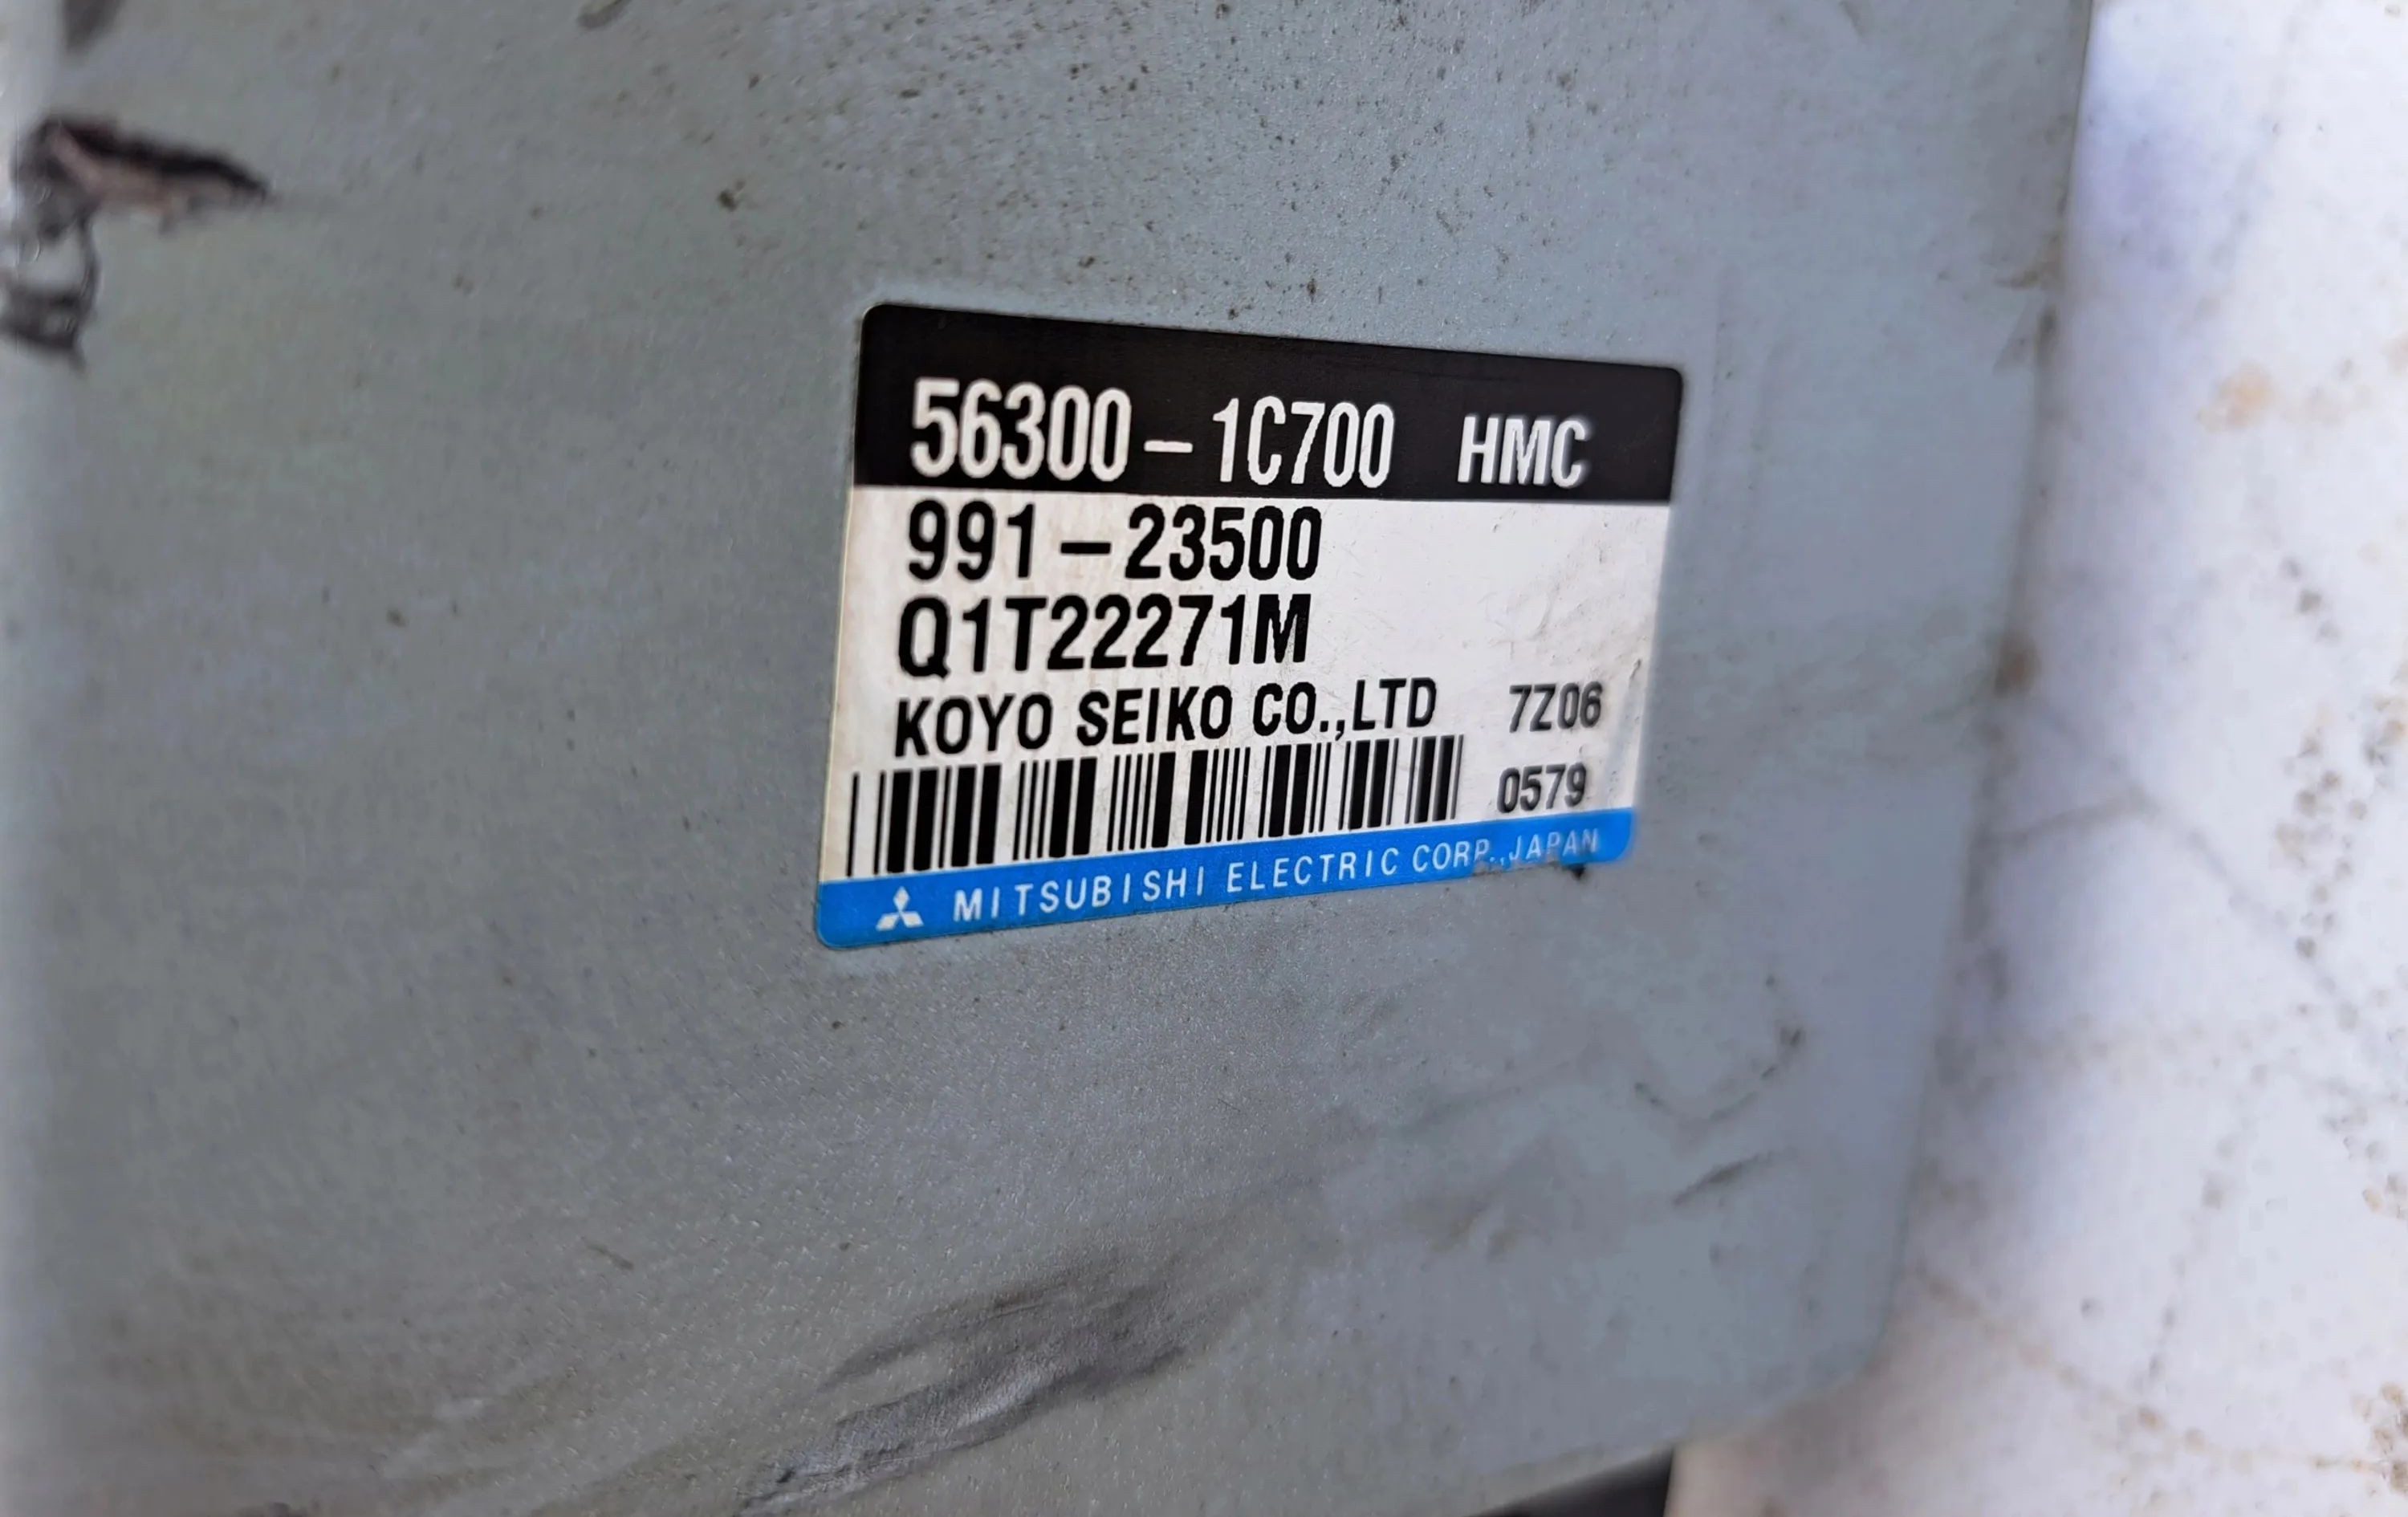 56300-1C700 HMC
991-23500
Q1T22271M
KOYO SEIKO CO.,LTD 7Z06
0579
MITSUBISHI ELECTRIC CORP.,JAPAN